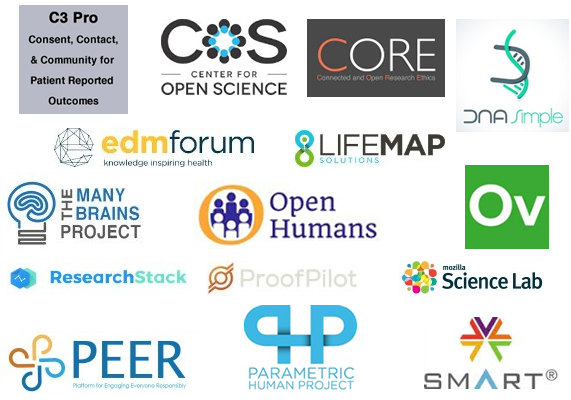 C3 Pro
Consent, Contact,
& Community for
Patient Reported
Outcomes
COS
CENTER FOR
OPEN SCIENCE
CORE
Connected and Open Research Ethics
DNA Simple
edmforum
knowledge inspiring health
LIFEMAP
SOLUTIONS
THE
MANY
BRAINS
PROJECT
Open
Humans
Ov
ResearchStack
ProofPilot
mozilla
Science Lab
PEER
Platform for Engaging Everyone Responsibly
PHP
PARAMETRIC
HUMAN PROJECT
SMART®